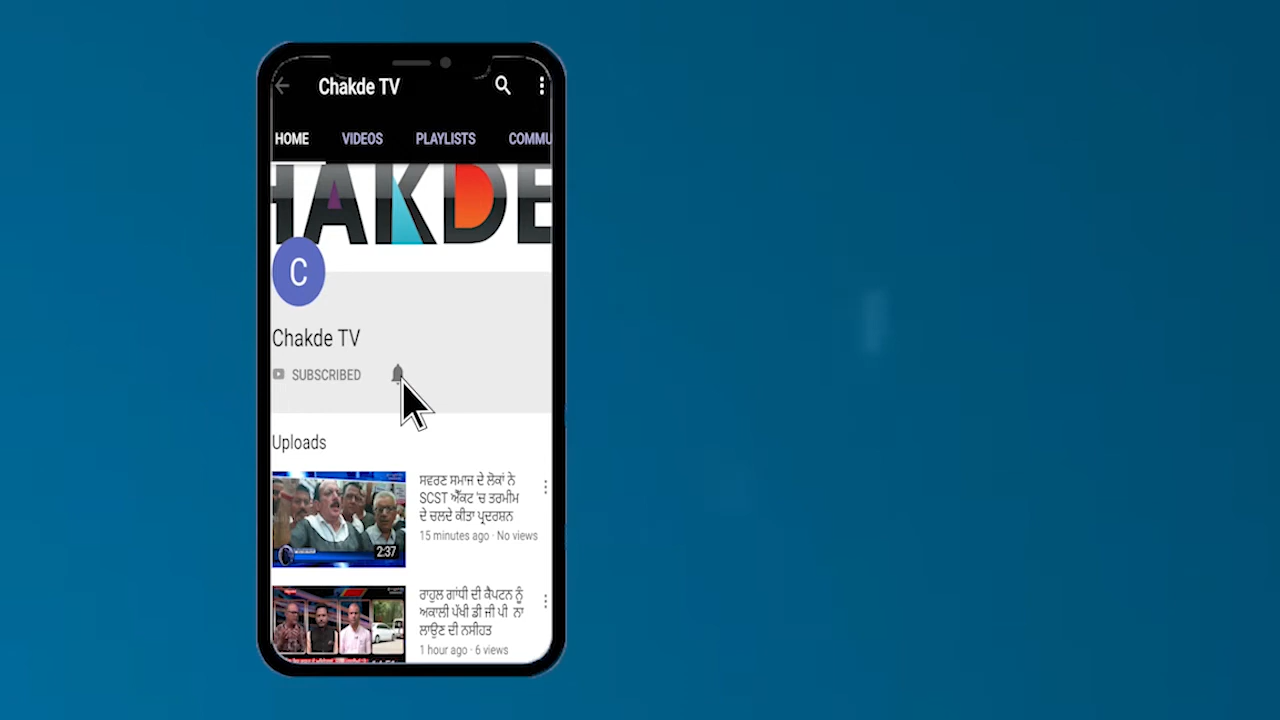 Chakde TV
HOME VIDEOS PLAYLISTS COMMU
HAKDE
C
Chakde TV
SUBSCRIBED
Uploads
ਸਵਰਣ ਸਮਾਜ ਦੇ ਲੋਕਾਂ ਨੇ
SCST ਐੱਕਟ 'ਚ ਤਰਮੀਮ
ਦੇ ਚਲਦੇ ਕੀਤਾ ਪ੍ਰਦਰਸ਼ਨ
15 minutes ago · No views
2:37
ਰਾਹੁਲ ਗਾਂਧੀ ਦੀ ਕੈਪਟਨ ਨੂੰ
ਅਕਾਲੀ ਪੱਖੀ ਡੀ ਜੀ ਪੀ ਨਾ
ਲਾਉਣ ਦੀ ਨਸੀਹਤ
1 hour ago · 6 views